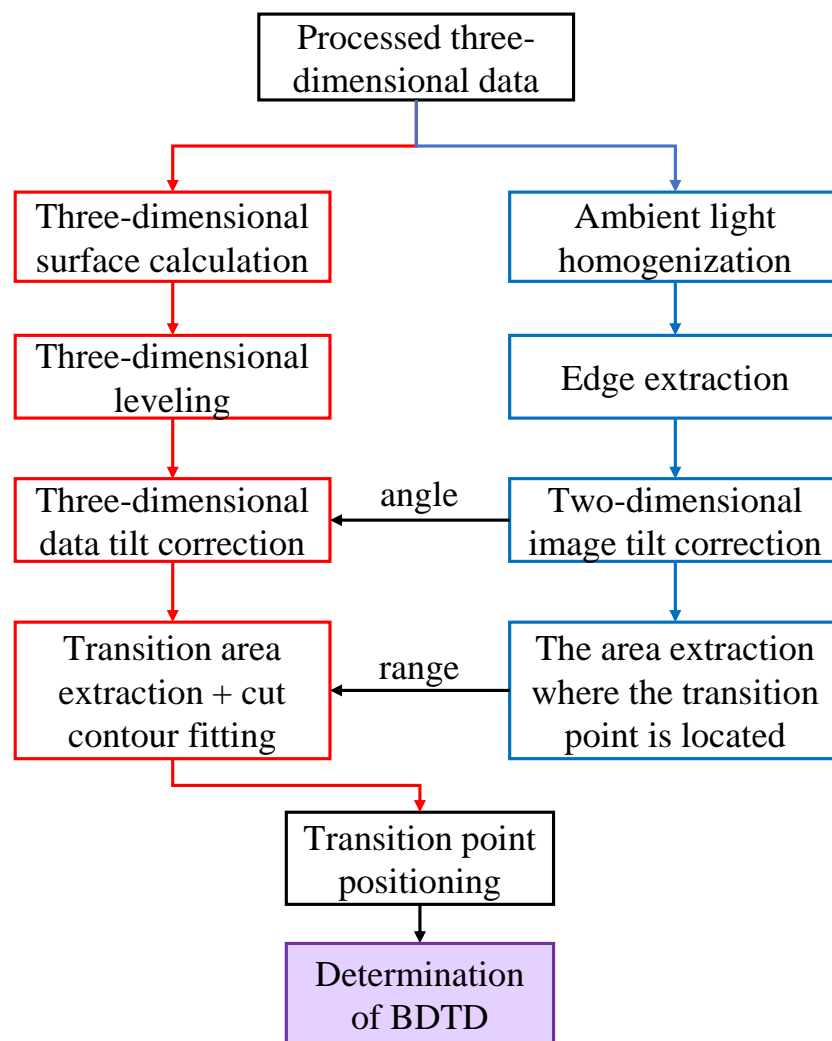 Processed three-
dimensional data
Three-dimensional
surface calculation
Ambient light
homogenization
Three-dimensional
leveling
Edge extraction
Three-dimensional
data tilt correction
angle
Two-dimensional
image tilt correction
Transition area
extraction + cut
contour fitting
range
The area extraction
where the transition
point is located
Transition point
positioning
Determination
of BDTD